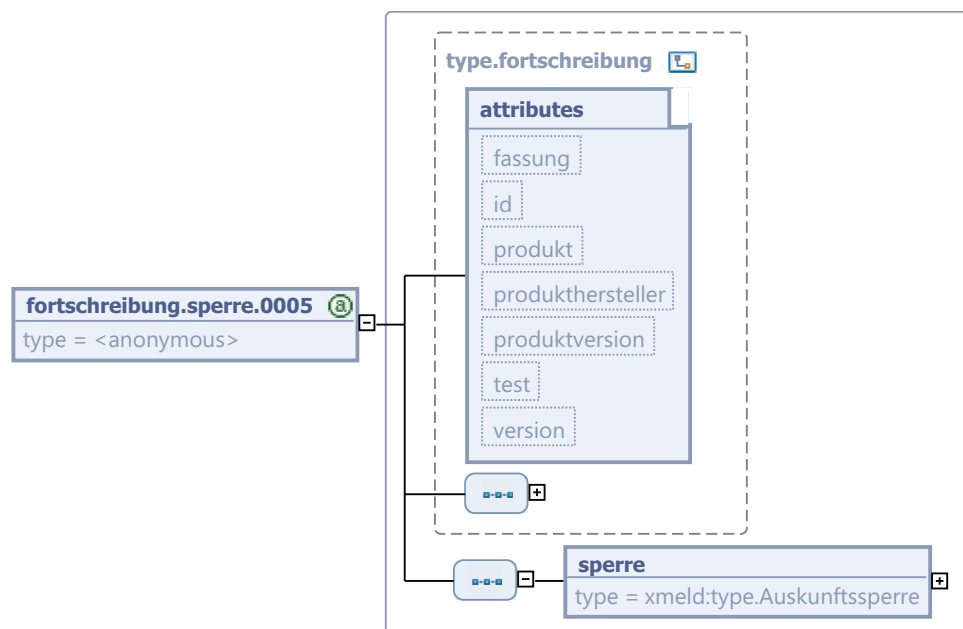 type.fortschreibung
attributes
fassung
id
produkt
produkthersteller
produktversion
test
version
fortschreibung.sperre.0005 a
type = <anonymous>
sperre
type = xmeld:type.Auskunftssperre